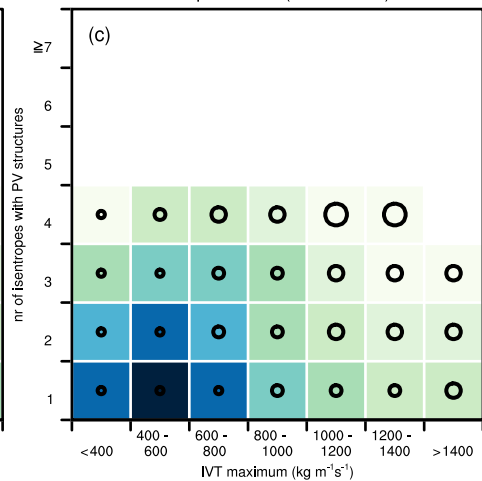 (c)
≧7
6
5
4
3
2
1
nr of isentropes with PV structures
<400
400 - 600
600 - 800
800 - 1000
1000 - 1200
1200 - 1400
>1400
IVT maximum (kg m⁻¹s⁻¹)